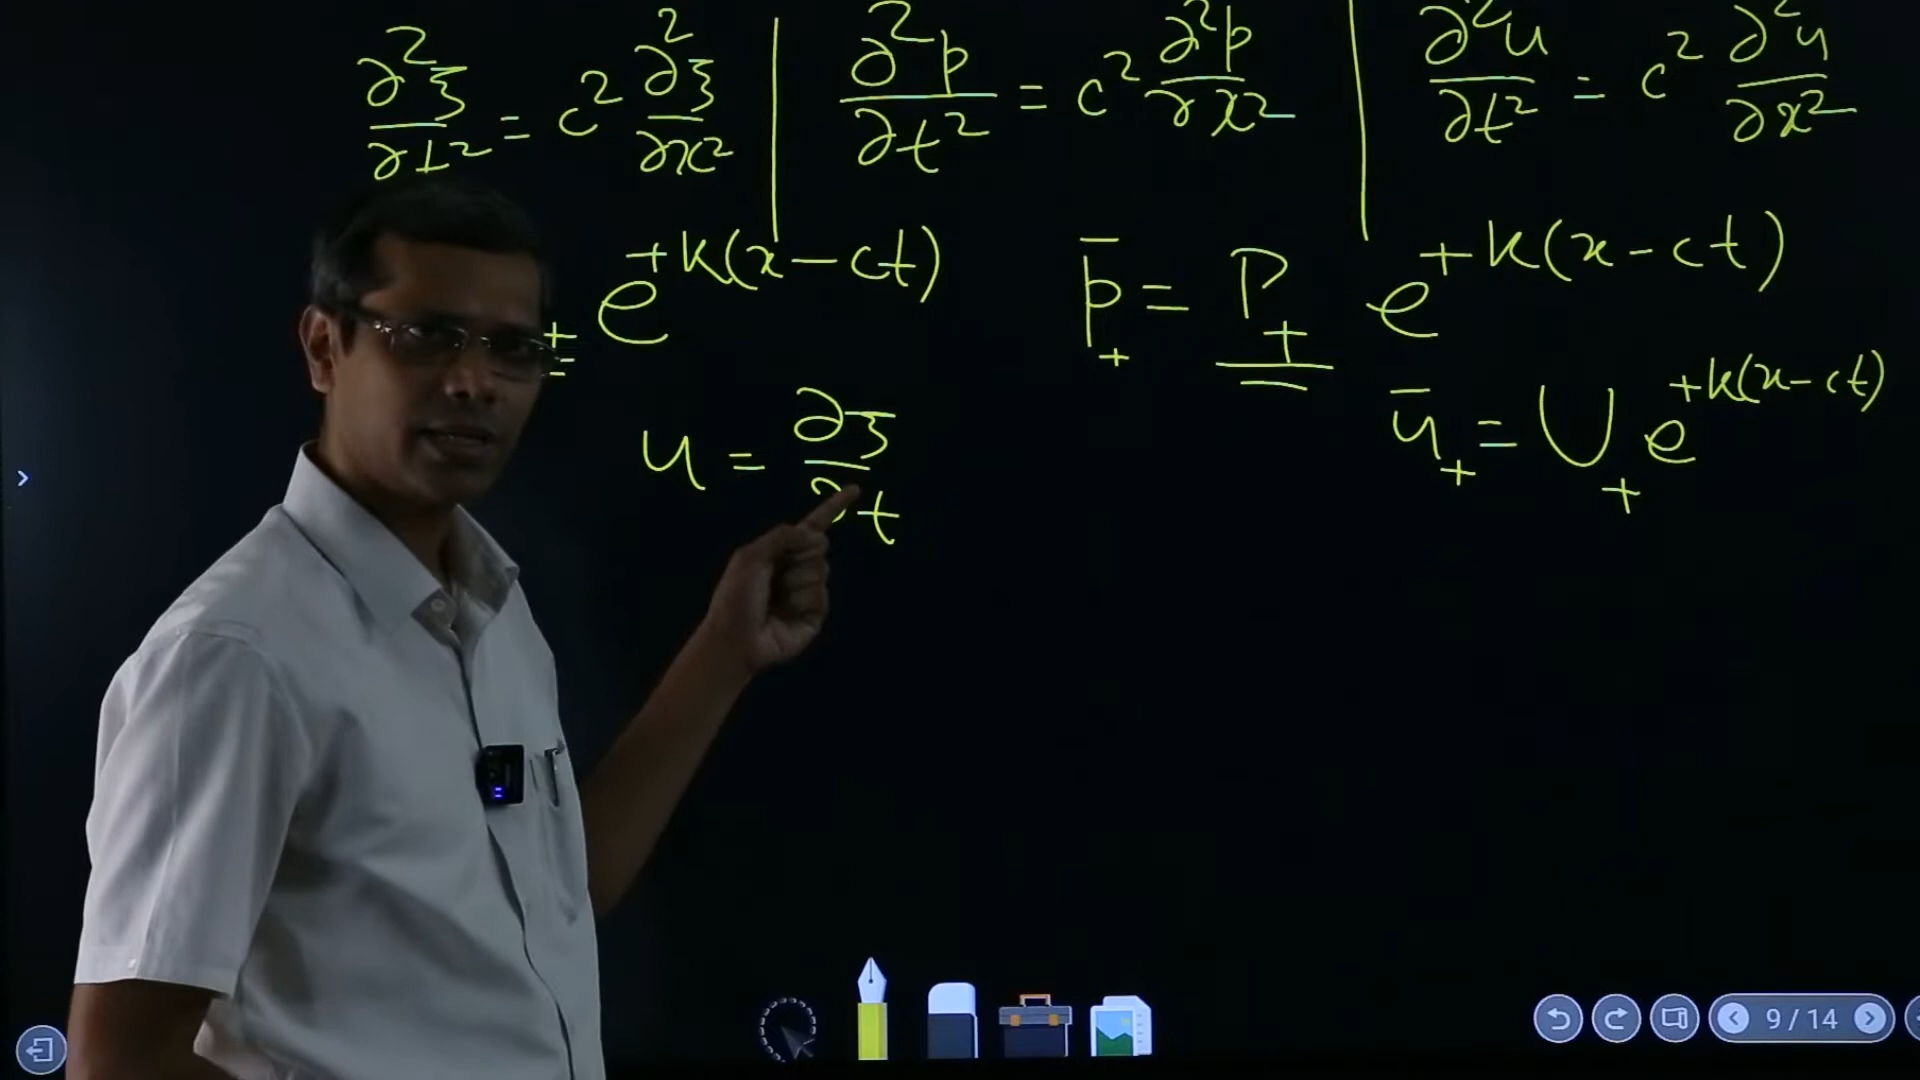 ∂²ξ/∂t² = c² ∂²ξ/∂x² | ∂²p/∂t² = c² ∂²p/∂x² | ∂²u/∂t² = c² ∂²u/∂x²
+ e^{+k(x-ct)} p̄₊ = P₊ e^{+k(x-ct)}
u = ∂ξ/∂t ū₊ = U₊ e^{+k(x-ct)}
9 / 14